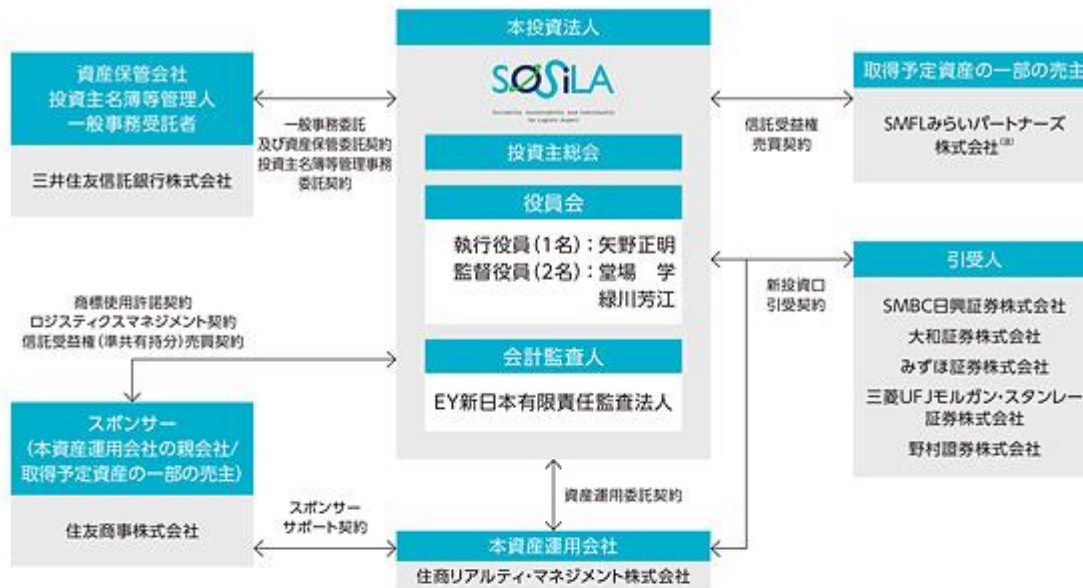 本投資法人
SOSiLA
投資主総会
役員会
執行役員(1名)：矢野正明
監督役員(2名)：堂場　学
緑川芳江
会計監査人
EY新日本有限責任監査法人
資産保管会社
投資主名簿等管理人
一般事務受託者
三井住友信託銀行株式会社
一般事務委託
及び資産保管委託契約
投資主名簿等管理事務
委託契約
取得予定資産の一部の売主
SMFLみらいパートナーズ
株式会社(注)
信託受益権
売買契約
引受人
SMBC日興証券株式会社
大和証券株式会社
みずほ証券株式会社
三菱UFJモルガン・スタンレー
証券株式会社
野村證券株式会社
新投資口
引受契約
商標使用許諾契約
ロジスティクスマネジメント契約
信託受益権(準共有持分)売買契約
スポンサー
(本資産運用会社の親会社/
取得予定資産の一部の売主)
住友商事株式会社
スポンサー
サポート契約
資産運用委託契約
本資産運用会社
住商リアルティ・マネジメント株式会社